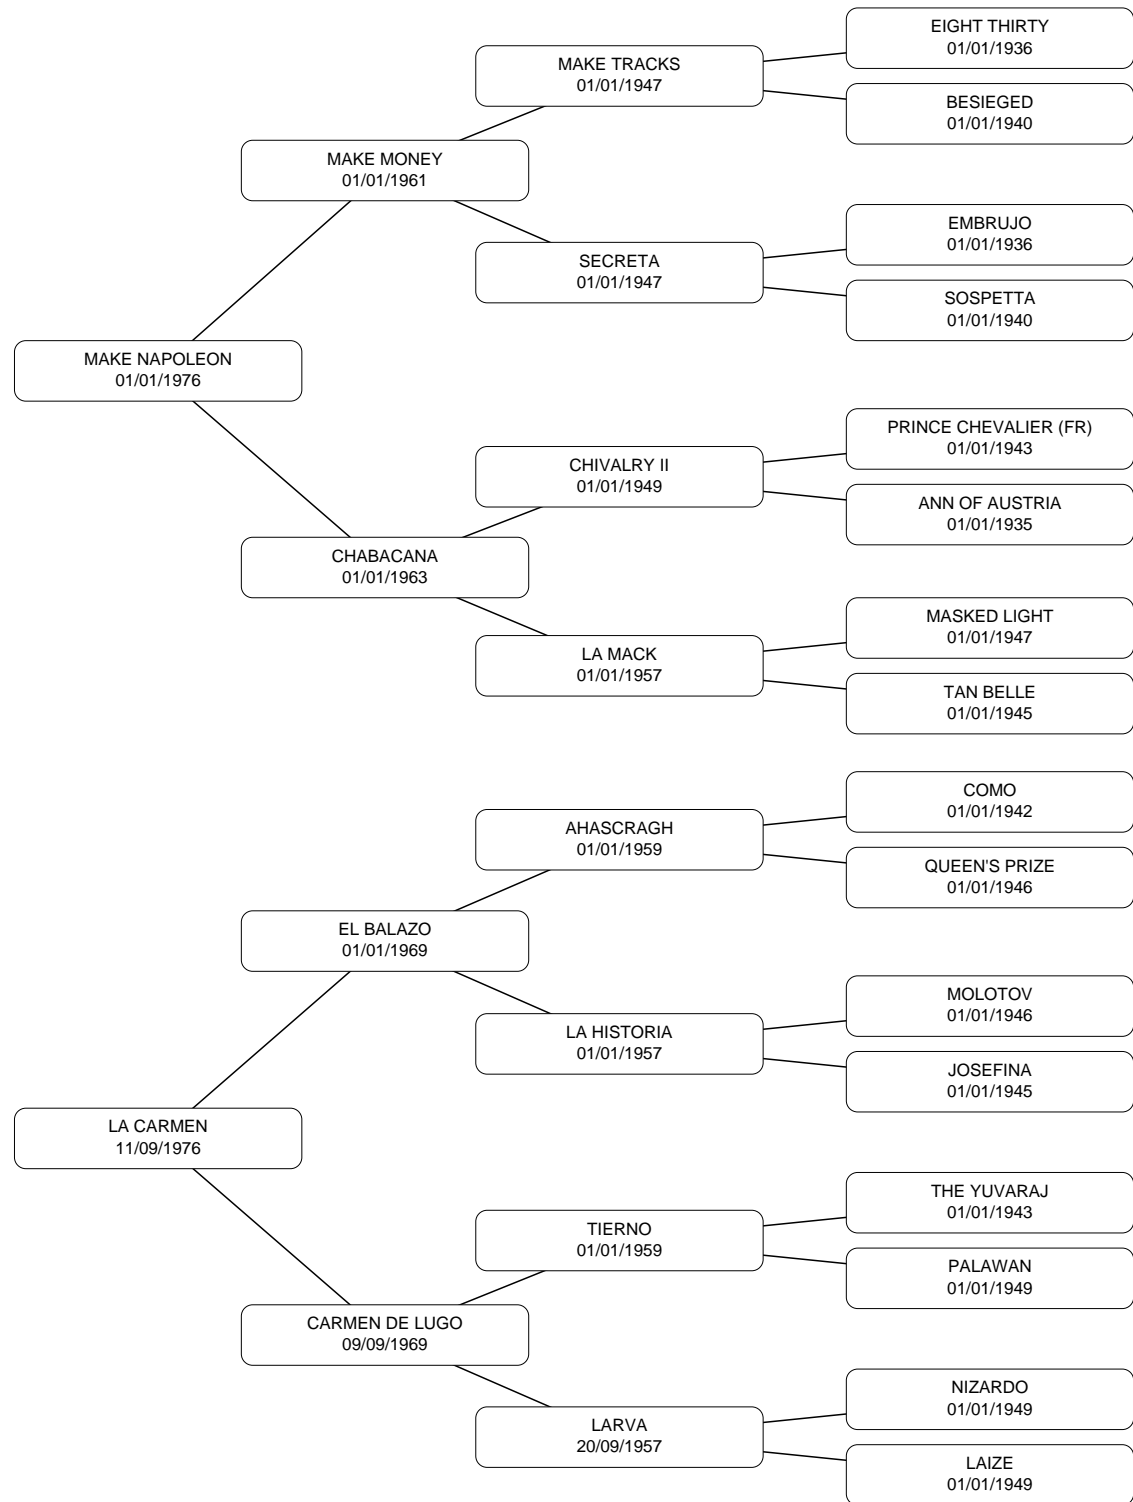 EIGHT THIRTY
01/01/1936
MAKE TRACKS
01/01/1947
BESIEGED
01/01/1940
MAKE MONEY
01/01/1961
EMBRUJO
01/01/1936
SECRETA
01/01/1947
SOSPETTA
01/01/1940
MAKE NAPOLEON
01/01/1976
PRINCE CHEVALIER (FR)
01/01/1943
CHIVALRY II
01/01/1949
ANN OF AUSTRIA
01/01/1935
CHABACANA
01/01/1963
MASKED LIGHT
01/01/1947
LA MACK
01/01/1957
TAN BELLE
01/01/1945
COMO
01/01/1942
AHASCRAGH
01/01/1959
QUEEN'S PRIZE
01/01/1946
EL BALAZO
01/01/1969
MOLOTOV
01/01/1946
LA HISTORIA
01/01/1957
JOSEFINA
01/01/1945
LA CARMEN
11/09/1976
THE YUVARAJ
01/01/1943
TIERNO
01/01/1959
PALAWAN
01/01/1949
CARMEN DE LUGO
09/09/1969
NIZARDO
01/01/1949
LARVA
20/09/1957
LAIZE
01/01/1949